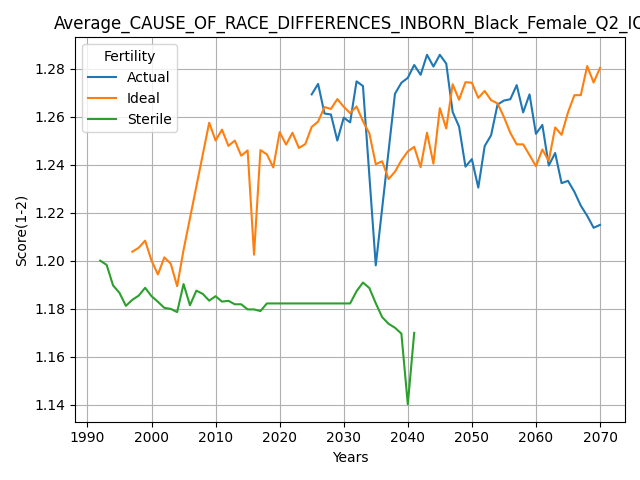 Average_CAUSE_OF_RACE_DIFFERENCES_INBORN_Black_Female_Q2_IC
Fertility
Actual
Ideal
Sterile
Score(1-2)
1.28
1.26
1.24
1.22
1.20
1.18
1.16
1.14
1990 2000 2010 2020 2030 2040 2050 2060 2070
Years